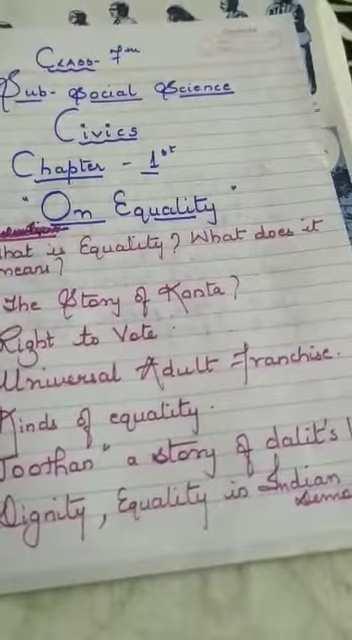 Class- 7th
Sub- Social Science
Civics
Chapter - 1st
"On Equality"
What is Equality? What does it
mean?
The Story of Kanta?
Right to Vote.
Universal Adult Franchise.
Kinds of equality.
Joothan" a story of dalit's
Dignity, Equality in Indian